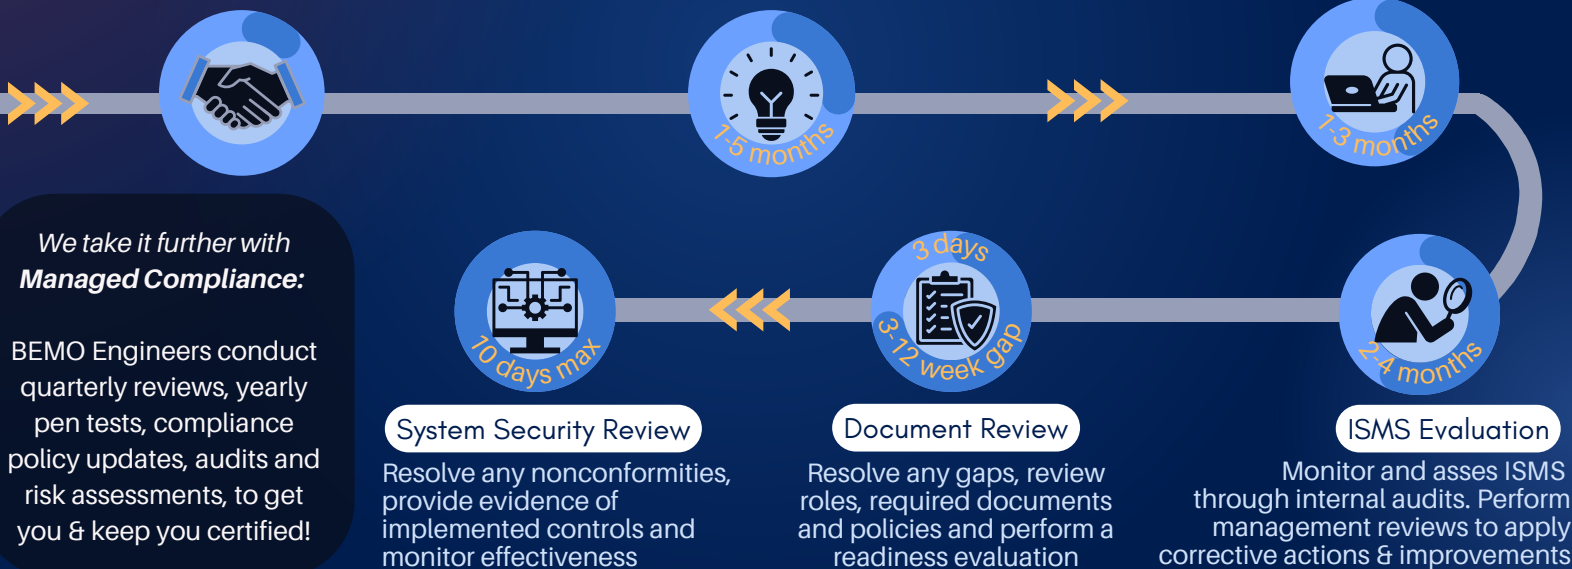 1-5 months
1-3 months
We take it further with
Managed Compliance:
BEMO Engineers conduct
quarterly reviews, yearly
pen tests, compliance
policy updates, audits and
risk assessments, to get
you & keep you certified!
10 days max
System Security Review
Resolve any nonconformities,
provide evidence of
implemented controls and
monitor effectiveness
3 days
3-12 week gap
Document Review
Resolve any gaps, review
roles, required documents
and policies and perform a
readiness evaluation
2-4 months
ISMS Evaluation
Monitor and asses ISMS
through internal audits. Perform
management reviews to apply
corrective actions & improvements